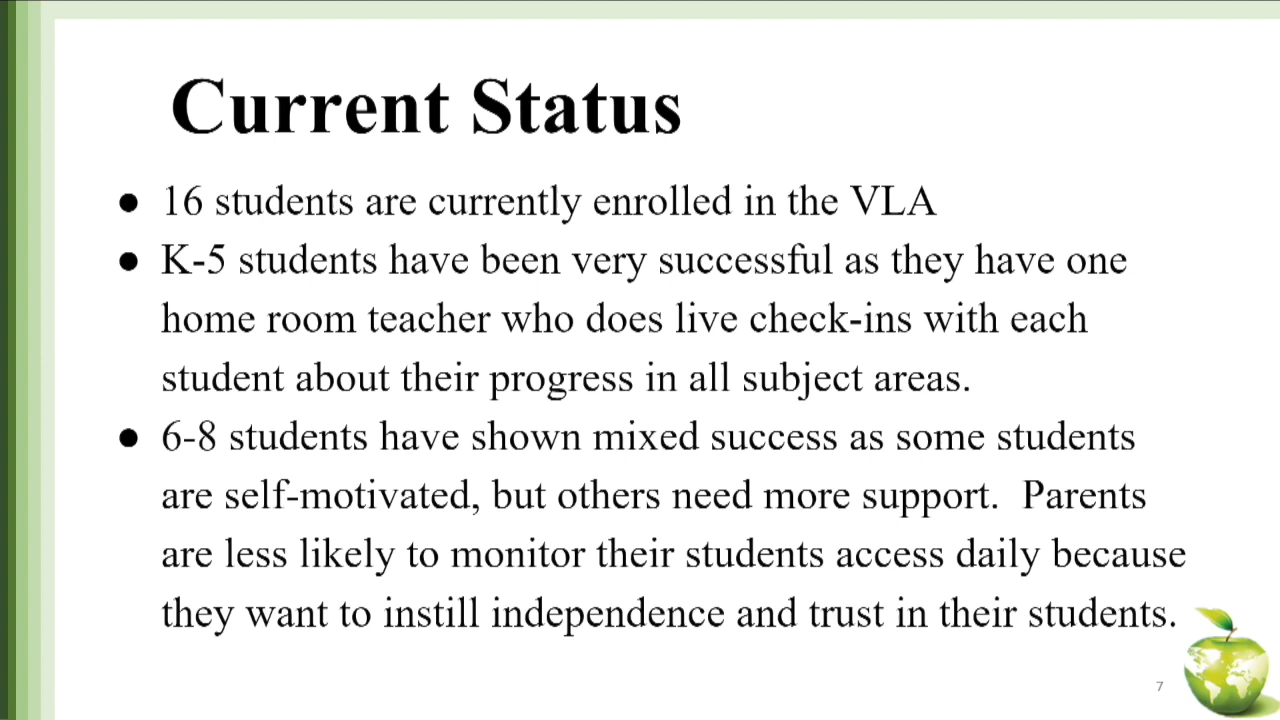 Current Status
● 16 students are currently enrolled in the VLA
● K-5 students have been very successful as they have one
home room teacher who does live check-ins with each
student about their progress in all subject areas.
● 6-8 students have shown mixed success as some students
are self-motivated, but others need more support.  Parents
are less likely to monitor their students access daily because
they want to instill independence and trust in their students.
7